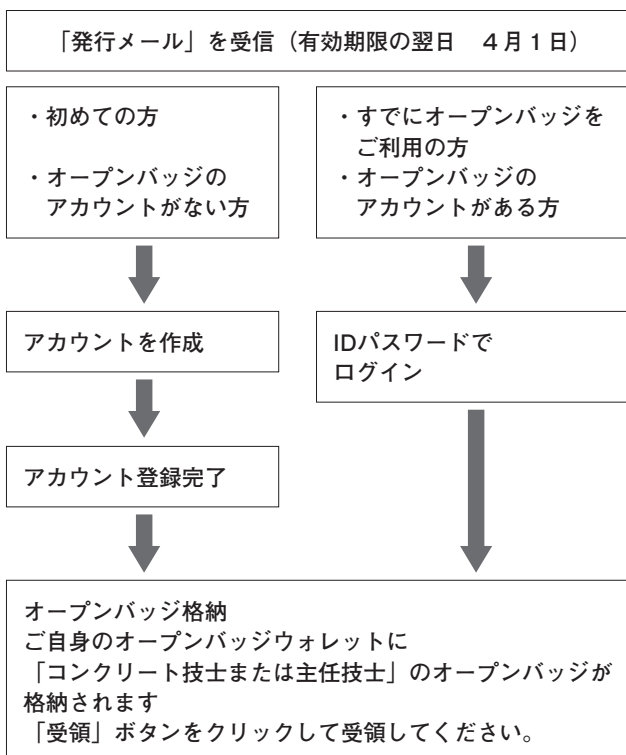 「発行メール」を受信（有効期限の翌日　４月１日）
・初めての方
・オープンバッジの
アカウントがない方
・すでにオープンバッジを
ご利用の方
・オープンバッジの
アカウントがある方
アカウントを作成
IDパスワードで
ログイン
アカウント登録完了
オープンバッジ格納
ご自身のオープンバッジウォレットに
「コンクリート技士または主任技士」のオープンバッジが
格納されます
「受領」ボタンをクリックして受領してください。